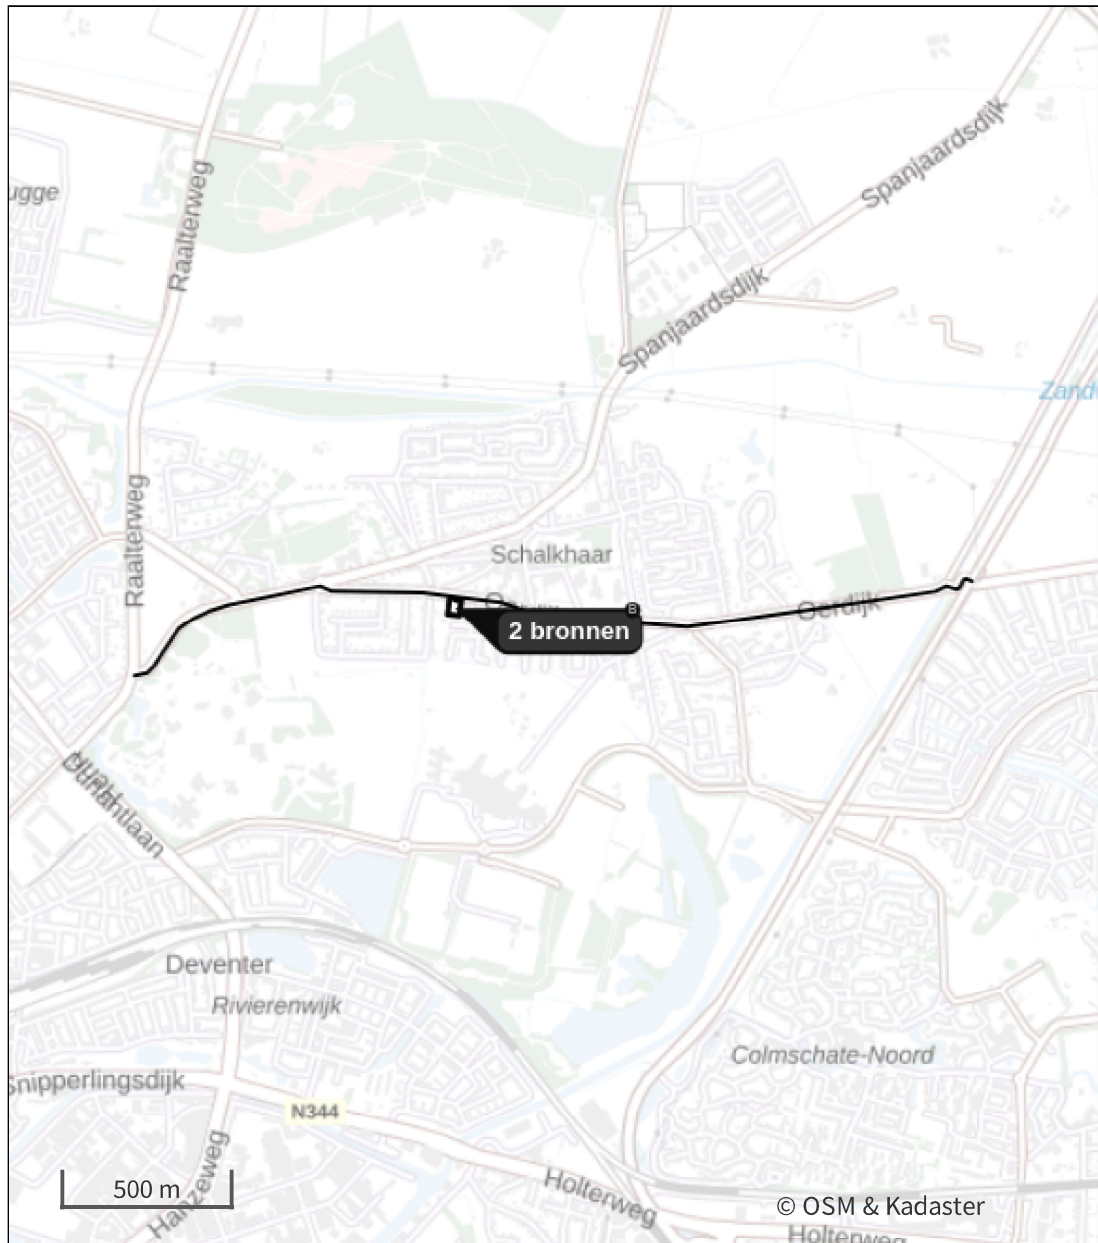 Spanjaardsdijk
ugge
Raalterweg
Spanjaardsdijk
Raalterweg
Schalkhaar
Oerdijk
B
2 bronnen
Deventer
Rivierenwijk
Colmschate-Noord
Snipperlingsdijk
N344
500 m
Hanzeweg
Holterweg
© OSM & Kadaster
Holterweg